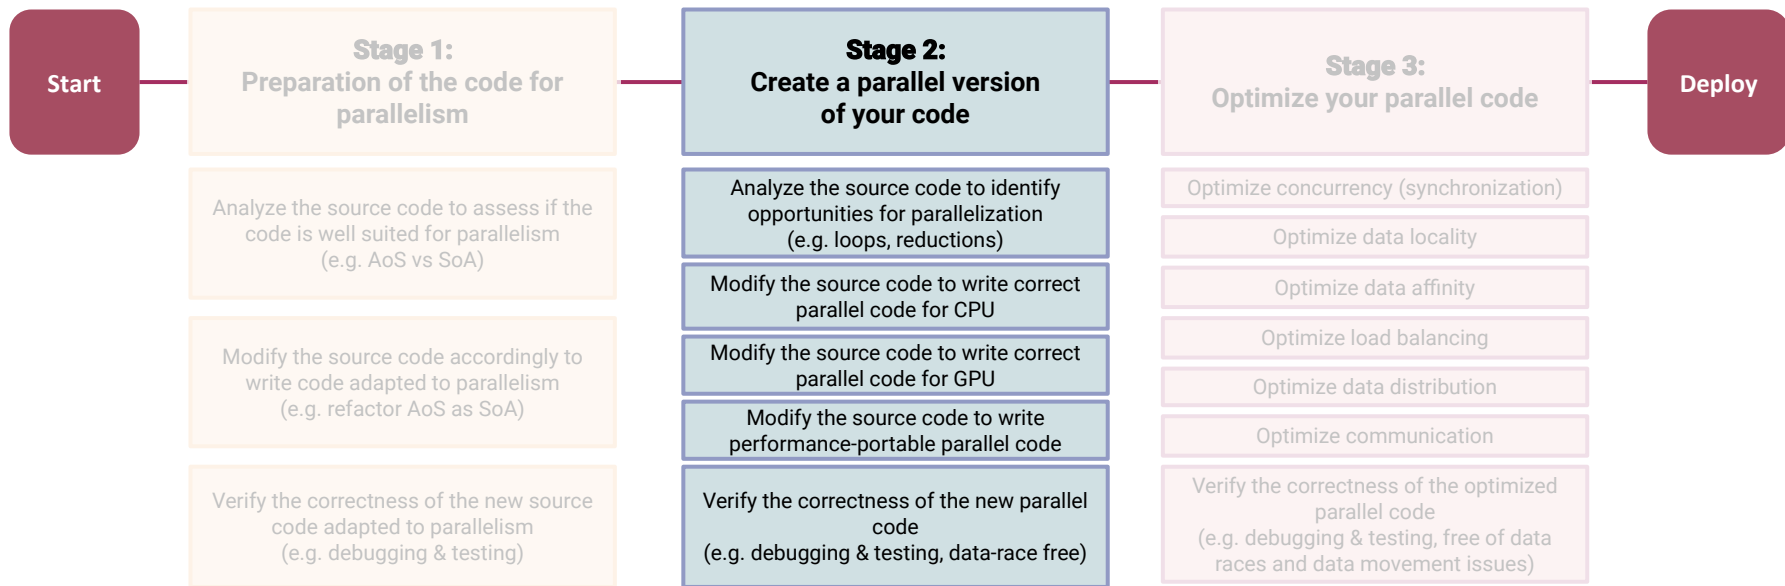 Start
Stage 1:
Preparation of the code for
parallelism
Analyze the source code to assess if the
code is well suited for parallelism
(e.g. AoS vs SoA)
Modify the source code accordingly to
write code adapted to parallelism
(e.g. refactor AoS as SoA)
Verify the correctness of the new source
code adapted to parallelism
(e.g. debugging & testing)
Stage 2:
Create a parallel version
of your code
Analyze the source code to identify
opportunities for parallelization
(e.g. loops, reductions)
Modify the source code to write correct
parallel code for CPU
Modify the source code to write correct
parallel code for GPU
Modify the source code to write
performance-portable parallel code
Verify the correctness of the new parallel
code
(e.g. debugging & testing, data-race free)
Stage 3:
Optimize your parallel code
Optimize concurrency (synchronization)
Optimize data locality
Optimize data affinity
Optimize load balancing
Optimize data distribution
Optimize communication
Verify the correctness of the optimized
parallel code
(e.g. debugging & testing, free of data
races and data movement issues)
Deploy